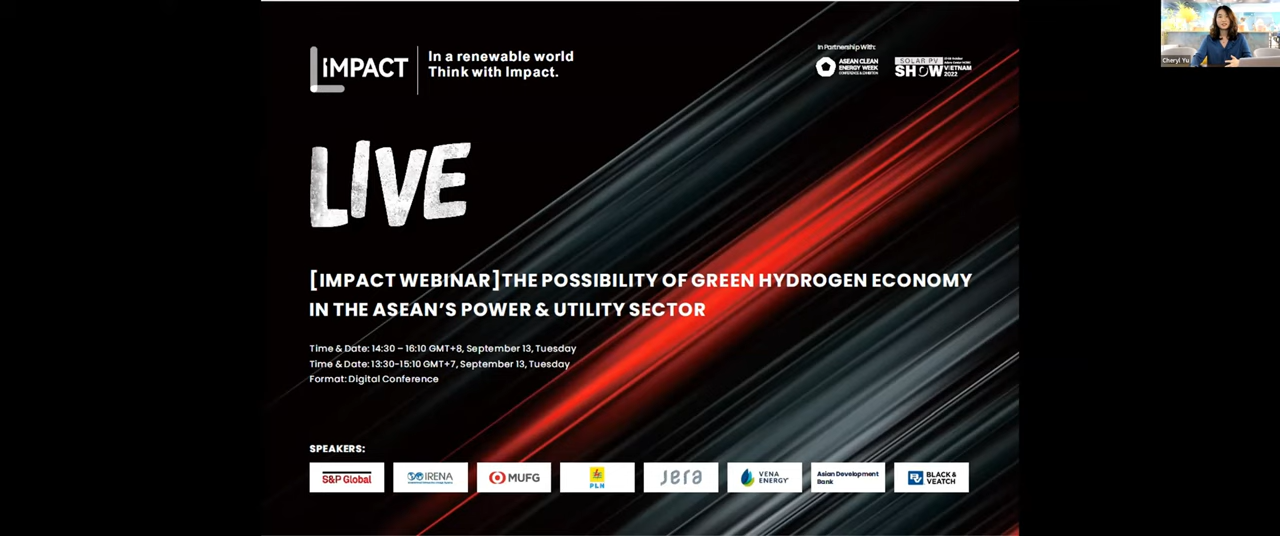 IMPACT
In a renewable world
Think with Impact.
In Partnership With:
ASEAN CLEAN
ENERGY WEEK
CONFERENCE & EXHIBITION
SOLAR PV
SHOW VIETNAM
2022
Cheryl Yu
LIVE
[IMPACT WEBINAR]THE POSSIBILITY OF GREEN HYDROGEN ECONOMY
IN THE ASEAN'S POWER & UTILITY SECTOR
Time & Date: 14:30 – 16:10 GMT+8, September 13, Tuesday
Time & Date: 13:30-15:10 GMT+7, September 13, Tuesday
Format: Digital Conference
SPEAKERS:
S&P Global
IRENA
MUFG
PLN
Jera
VENA
ENERGY
Asian Development
Bank
BV
BLACK &
VEATCH